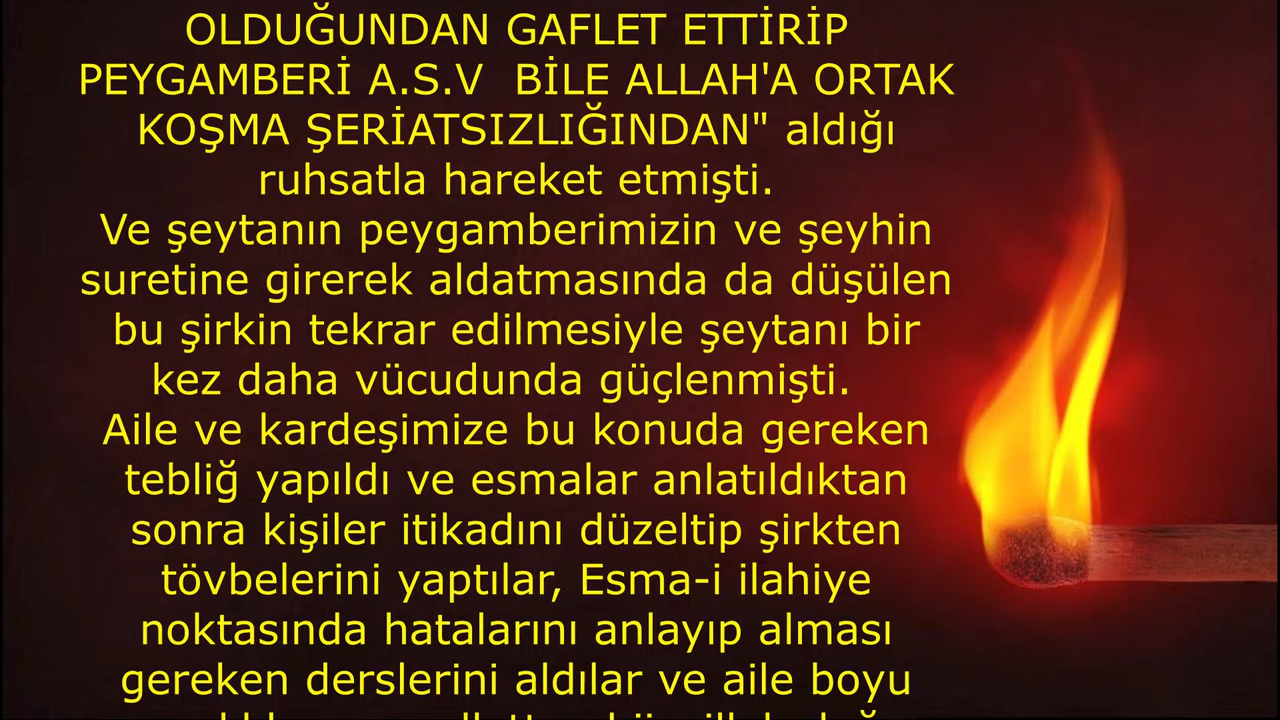 OLDUĞUNDAN GAFLET ETTİRİP
PEYGAMBERİ A.S.V BİLE ALLAH'A ORTAK
KOŞMA ŞERİATSIZLIĞINDAN" aldığı
ruhsatla hareket etmişti.
Ve şeytanın peygamberimizin ve şeyhin
suretine girerek aldatmasında da düşülen
bu şirkin tekrar edilmesiyle şeytanı bir
kez daha vücudunda güçlenmişti.
Aile ve kardeşimize bu konuda gereken
tebliğ yapıldı ve esmalar anlatıldıktan
sonra kişiler itikadını düzeltip şirkten
tövbelerini yaptılar, Esma-i ilahiye
noktasında hatalarını anlayıp alması
gereken derslerini aldılar ve aile boyu